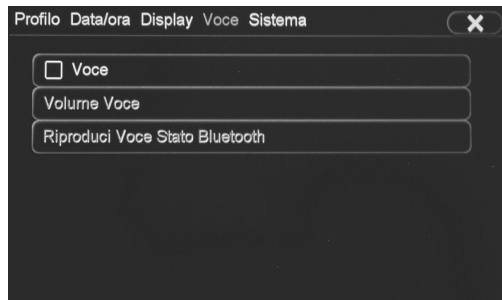 Profilo Data/ora Display Voce Sistema
Voce
Volume Voce
Riproduci Voce Stato Bluetooth